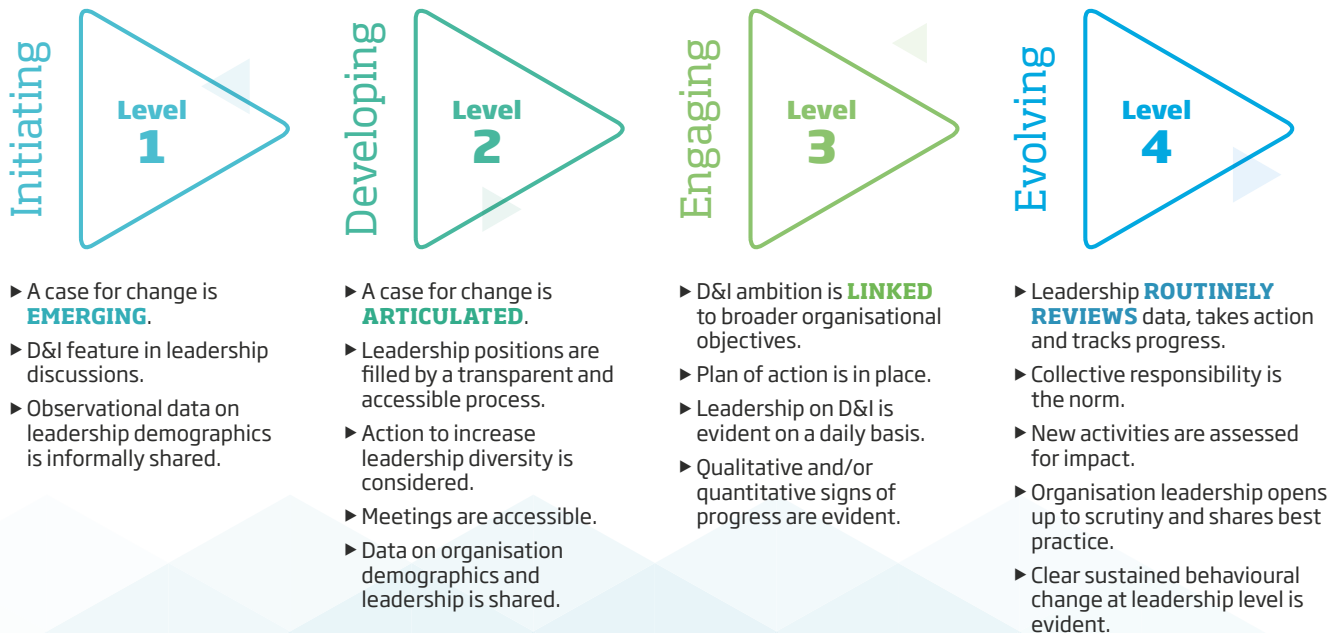 Initiating
Level
1
▶ A case for change is
EMERGING.
▶ D&I feature in leadership
discussions.
▶ Observational data on
leadership demographics
is informally shared.
Developing
Level
2
▶ A case for change is
ARTICULATED.
▶ Leadership positions are
filled by a transparent and
accessible process.
▶ Action to increase
leadership diversity is
considered.
▶ Meetings are accessible.
▶ Data on organisation
demographics and
leadership is shared.
Engaging
Level
3
▶ D&I ambition is LINKED
to broader organisational
objectives.
▶ Plan of action is in place.
▶ Leadership on D&I is
evident on a daily basis.
▶ Qualitative and/or
quantitative signs of
progress are evident.
Evolving
Level
4
▶ Leadership ROUTINELY
REVIEWS data, takes action
and tracks progress.
▶ Collective responsibility is
the norm.
▶ New activities are assessed
for impact.
▶ Organisation leadership opens
up to scrutiny and shares best
practice.
▶ Clear sustained behavioural
change at leadership level is
evident.